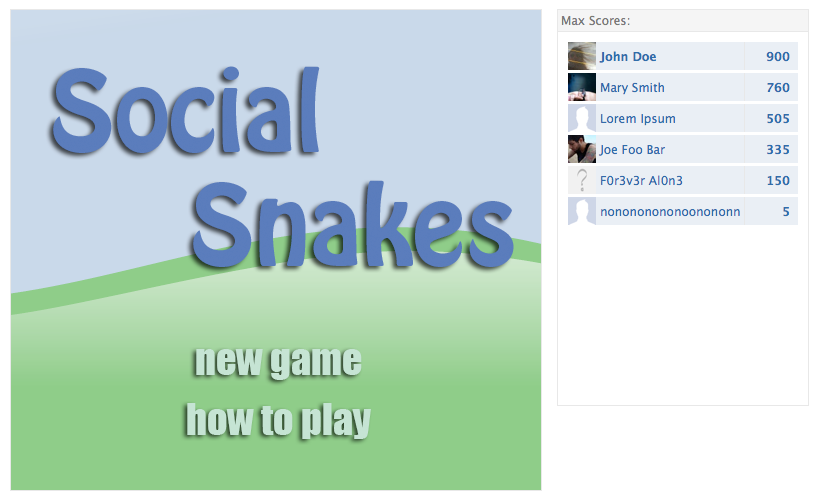 Social
Snakes
new game
how to play
Max Scores:
John Doe 900
Mary Smith 760
Lorem Ipsum 505
Joe Foo Bar 335
? F0r3v3r Al0n3 150
nonononononoonononn 5